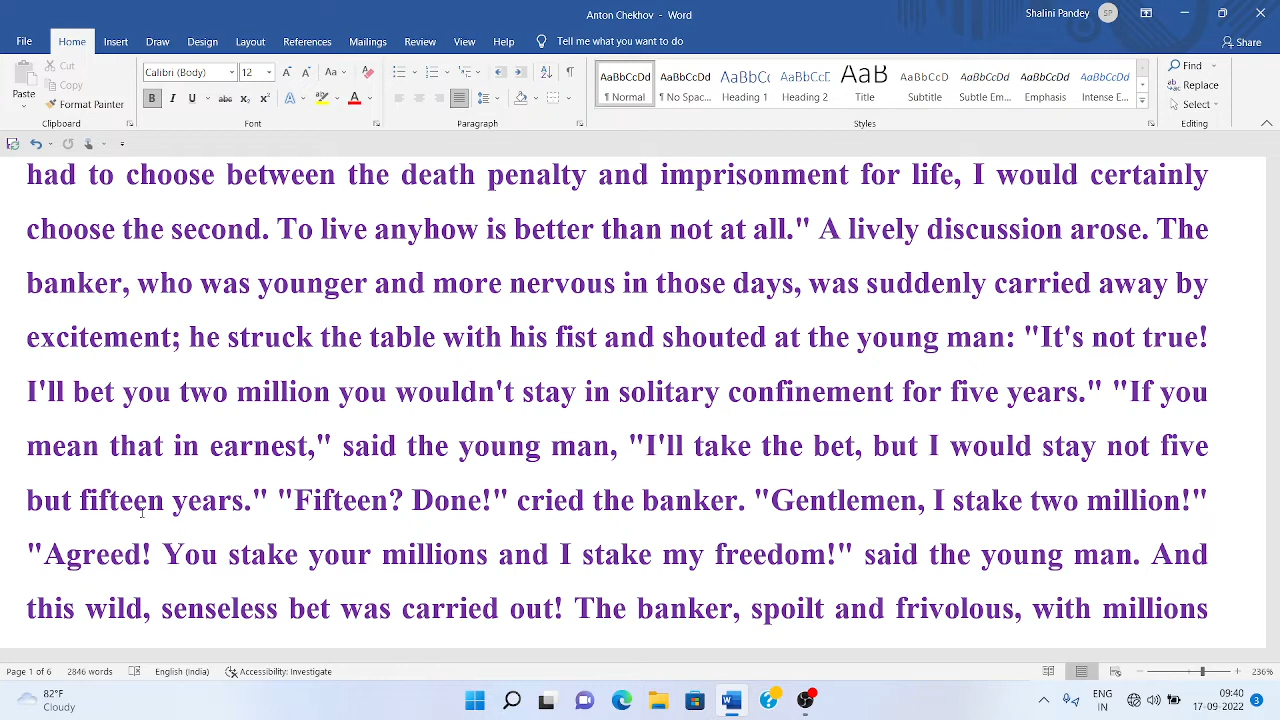 Anton Chekhov - Word
Shalini Pandey SP
File Home Insert Draw Design Layout References Mailings Review View Help Tell me what you want to do Share
Paste Cut Copy Format Painter Clipboard
Calibri (Body) 12 Font
Paragraph
AaBbCcDd AaBbCcDd AaBbCc AaBbCcE AaB AaBbCcD AaBbCcDd AaBbCcDd AaBbCcDd
¶ Normal ¶ No Spac... Heading 1 Heading 2 Title Subtitle Subtle Em... Emphasis Intense E...
Styles
Find Replace Select Editing
had to choose between the death penalty and imprisonment for life, I would certainly
choose the second. To live anyhow is better than not at all." A lively discussion arose. The
banker, who was younger and more nervous in those days, was suddenly carried away by
excitement; he struck the table with his fist and shouted at the young man: "It's not true!
I'll bet you two million you wouldn't stay in solitary confinement for five years." "If you
mean that in earnest," said the young man, "I'll take the bet, but I would stay not five
but fifteen years." "Fifteen? Done!" cried the banker. "Gentlemen, I stake two million!"
"Agreed! You stake your millions and I stake my freedom!" said the young man. And
this wild, senseless bet was carried out! The banker, spoilt and frivolous, with millions
Page 1 of 6 2846 words English (India) Accessibility: Investigate 236%
82°F
Cloudy
ENG
IN
09:40
17-09-2022
3